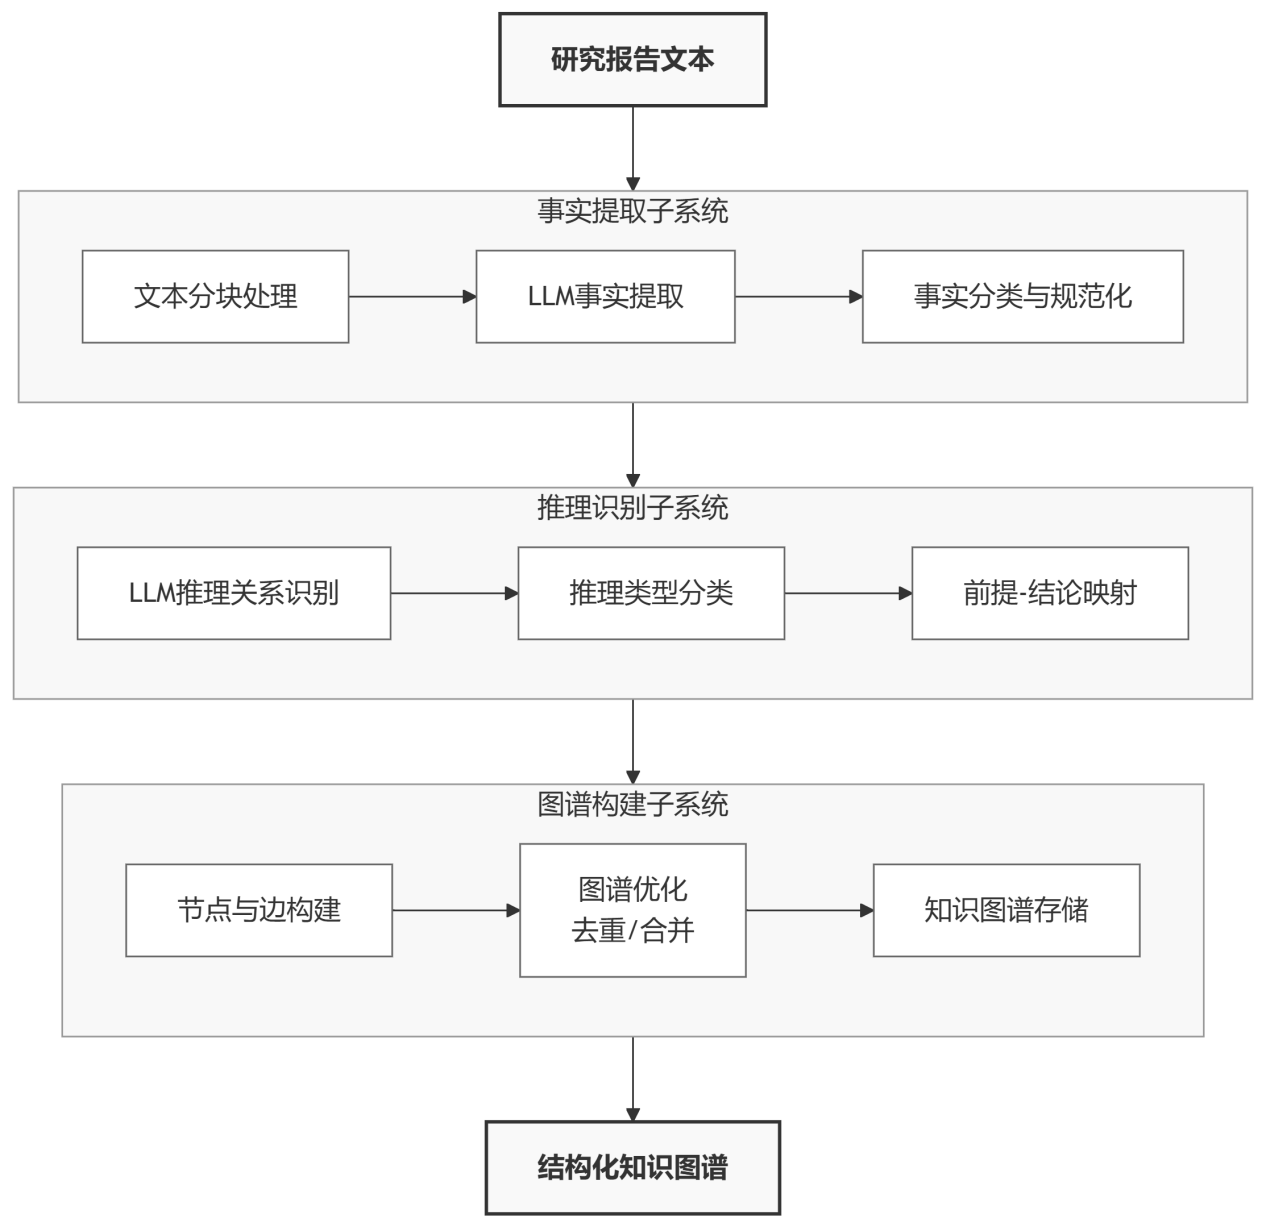 研究报告文本
事实提取子系统
文本分块处理
LLM事实提取
事实分类与规范化
推理识别子系统
LLM推理关系识别
推理类型分类
前提-结论映射
图谱构建子系统
节点与边构建
图谱优化
去重/合并
知识图谱存储
结构化知识图谱